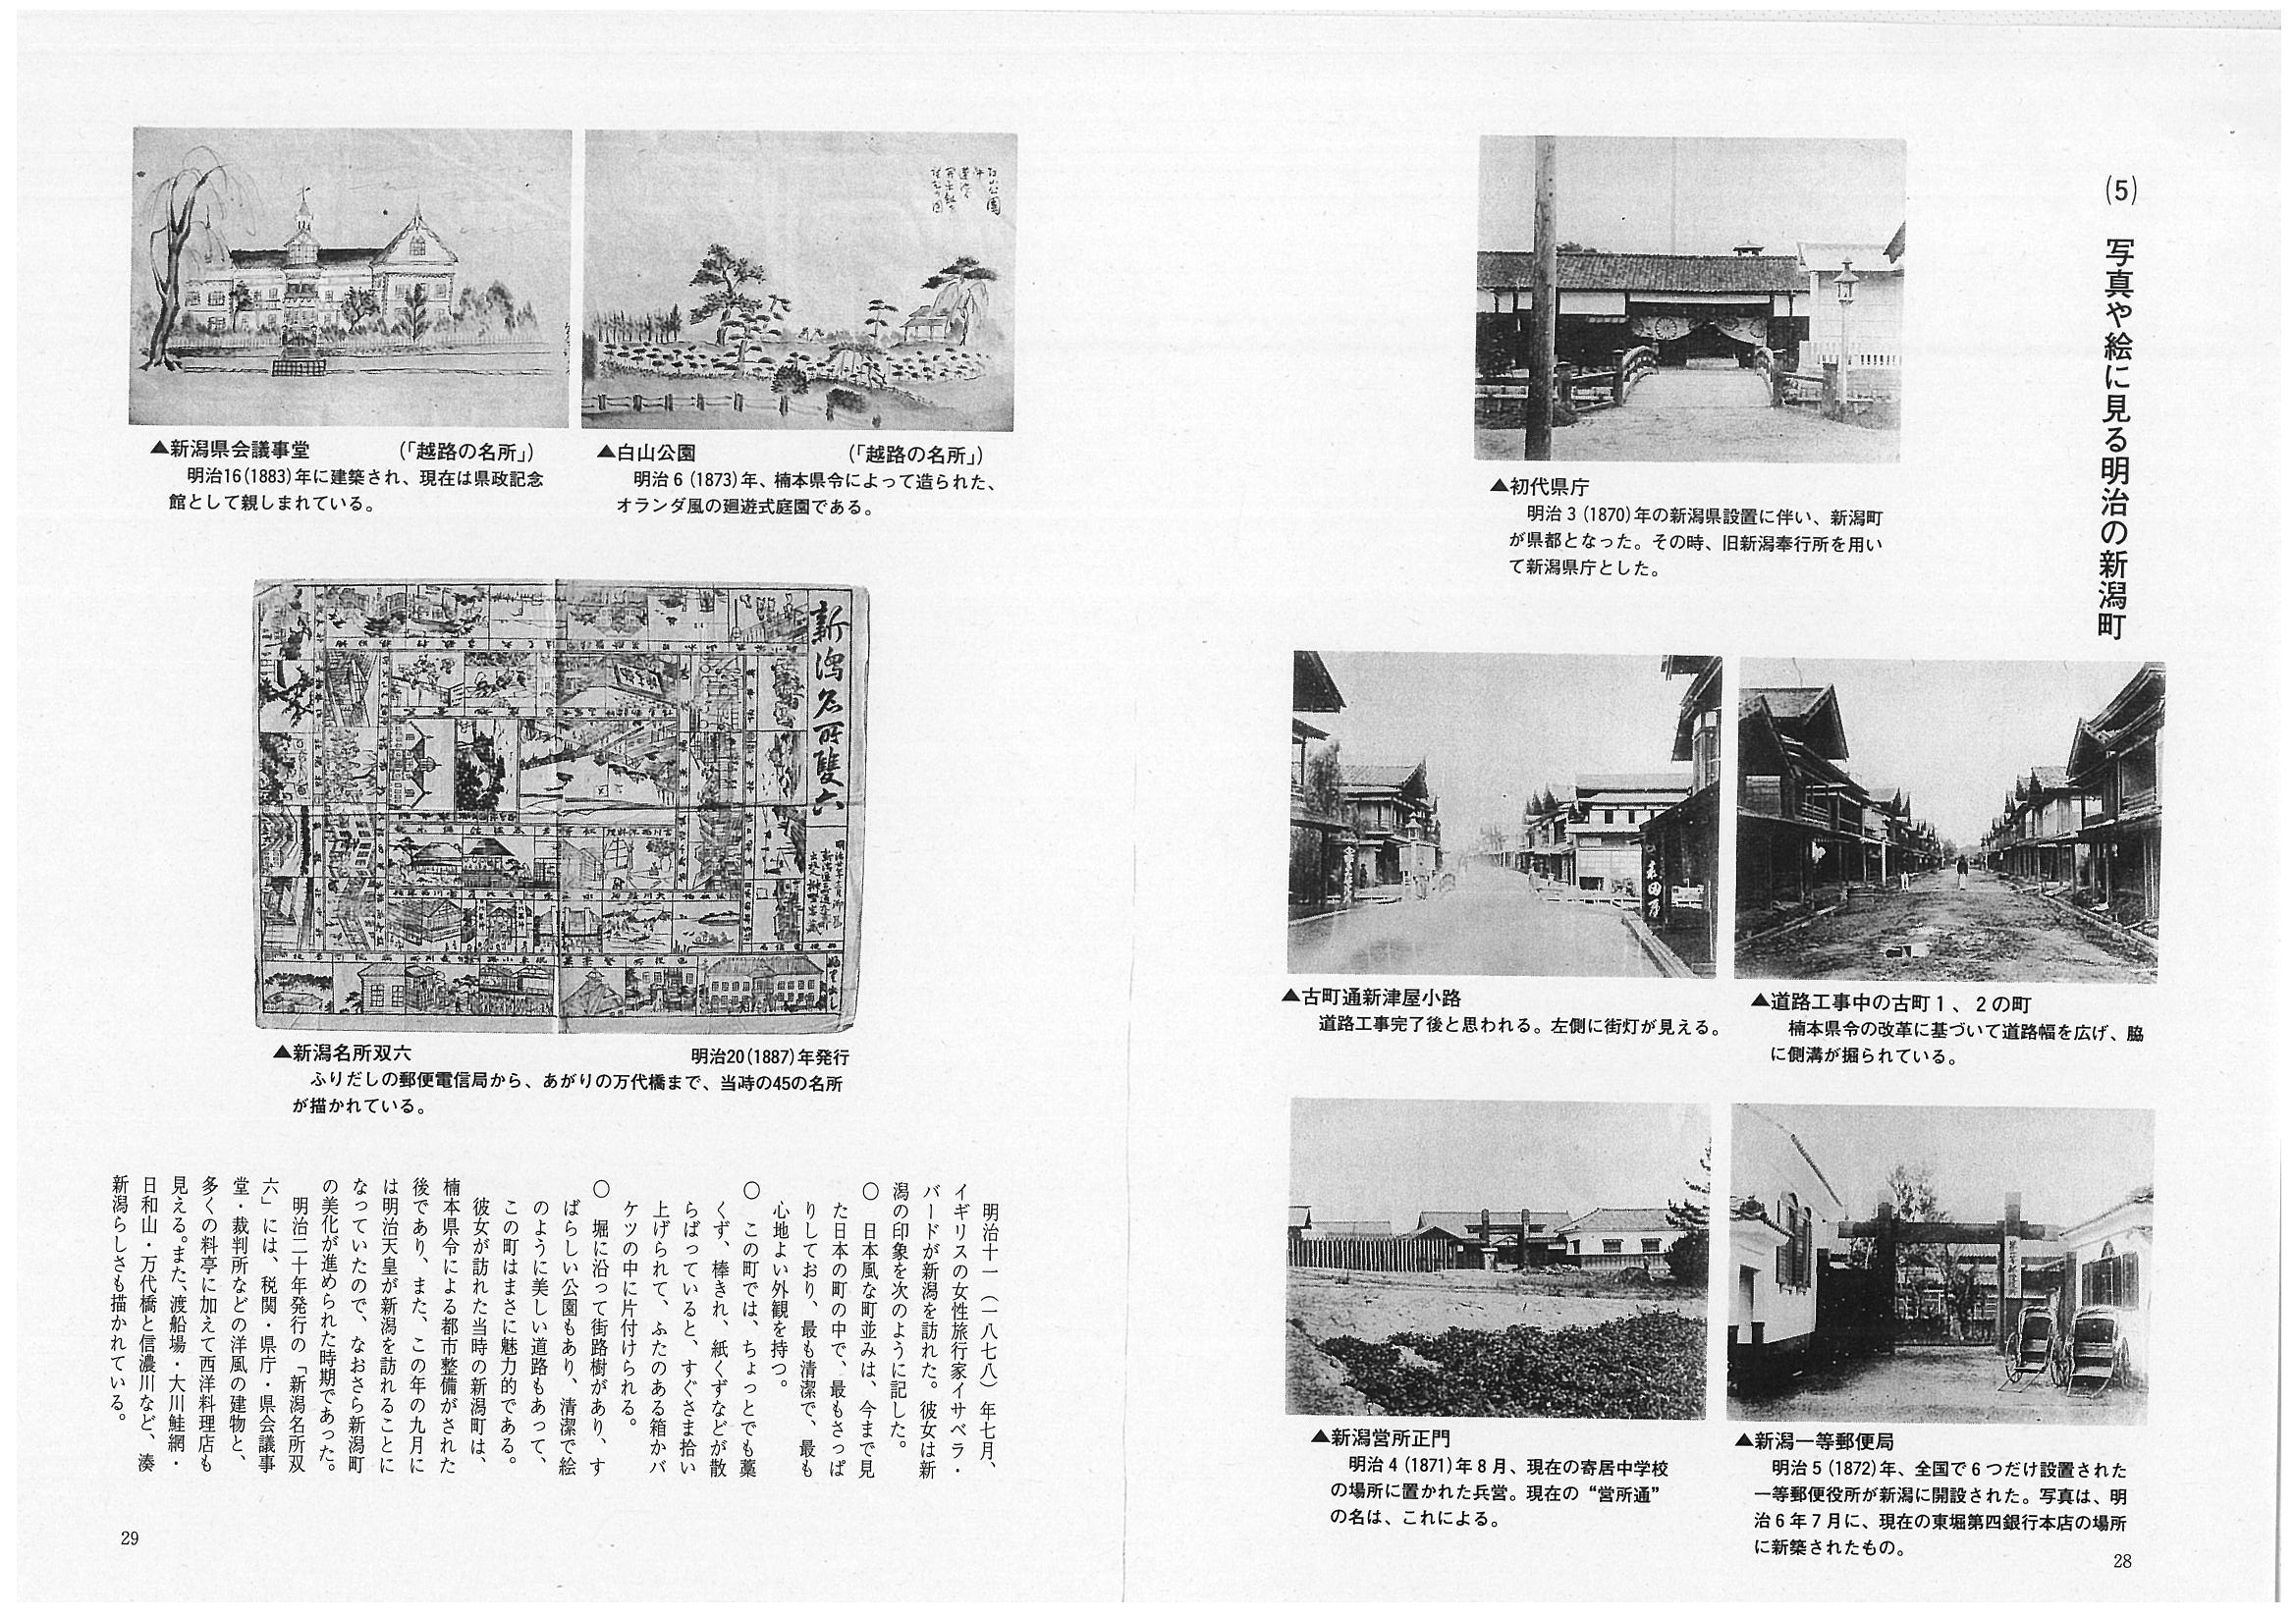 (5) 写真や絵に見る明治の新潟町
▲初代県庁
明治3(1870)年の新潟県設置に伴い、新潟町
が県都となった。その時、旧新潟奉行所を用い
て新潟県庁とした。
▲道路工事中の古町1、2の町
楠本県令の改革に基づいて道路幅を広げ、脇
に側溝が掘られている。
▲古町通新津屋小路
道路工事完了後と思われる。左側に街灯が見える。
▲新潟一等郵便局
明治5(1872)年、全国で6つだけ設置された
一等郵便役所が新潟に開設された。写真は、明
治6年7月に、現在の東堀第四銀行本店の場所
に新築されたもの。
▲新潟営所正門
明治4(1871)年8月、現在の寄居中学校
の場所に置かれた兵営。現在の“営所通”
の名は、これによる。
28
▲新潟県会議事堂 (「越路の名所」)
明治16(1883)年に建築され、現在は県政記念
館として親しまれている。
▲白山公園 (「越路の名所」)
明治6(1873)年、楠本県令によって造られた、
オランダ風の廻遊式庭園である。
新潟名所雙六
▲新潟名所双六 明治20(1887)年発行
ふりだしの郵便電信局から、あがりの万代橋まで、当時の45の名所
が描かれている。
明治十一(一八七八)年七月、
イギリスの女性旅行家イサベラ・
バードが新潟を訪れた。彼女は新
潟の印象を次のように記した。
○ 日本風な町並みは、今まで見
た日本の町の中で、最もさっぱ
りしており、最も清潔で、最も
心地よい外観を持つ。
○ この町では、ちょっとでも藁
くず、棒きれ、紙くずなどが散
らばっていると、すぐさま拾い
上げられて、ふたのある箱かバ
ケツの中に片付けられる。
○ 堀に沿って街路樹があり、す
ばらしい公園もあり、清潔で絵
のように美しい道路もあって、
この町はまさに魅力的である。
彼女が訪れた当時の新潟町は、
楠本県令による都市整備がされた
後であり、また、この年の九月に
は明治天皇が新潟を訪れることに
なっていたので、なおさら新潟町
の美化が進められた時期であった。
明治二十年発行の「新潟名所双
六」には、税関・県庁・県会議事
堂・裁判所などの洋風の建物と、
多くの料亭に加えて西洋料理店も
見える。また、渡船場・大川鮭網・
日和山・万代橋と信濃川など、湊
新潟らしさも描かれている。
29